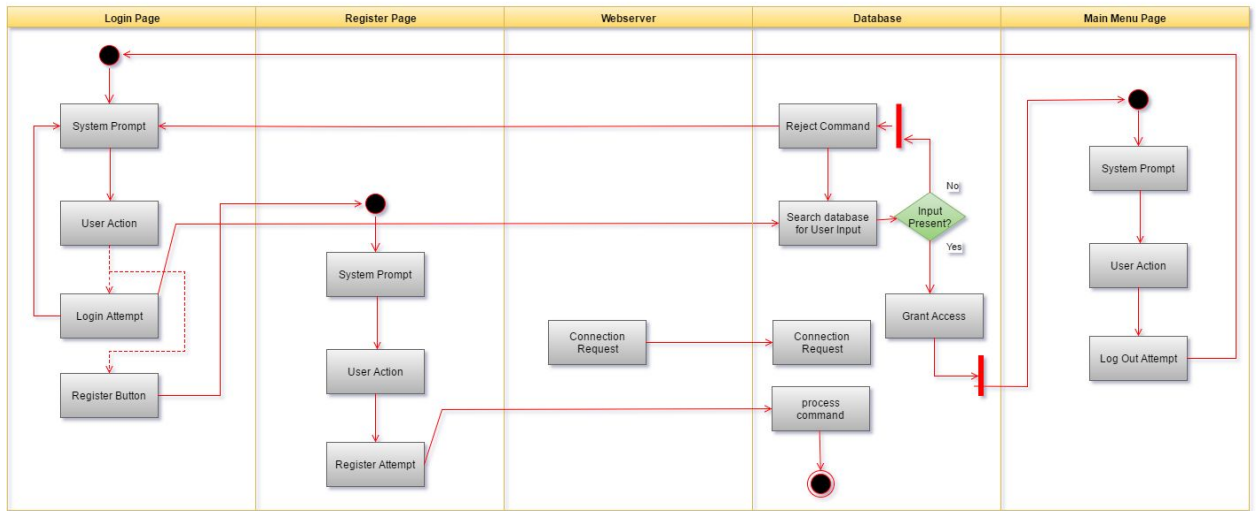 Login Page
Register Page
Webserver
Database
Main Menu Page
System Prompt
User Action
Login Attempt
Register Button
System Prompt
User Action
Register Attempt
Connection
Request
Reject Command
Search database
for User Input
Input
Present?
No
Yes
Grant Access
Connection
Request
process
command
System Prompt
User Action
Log Out Attempt